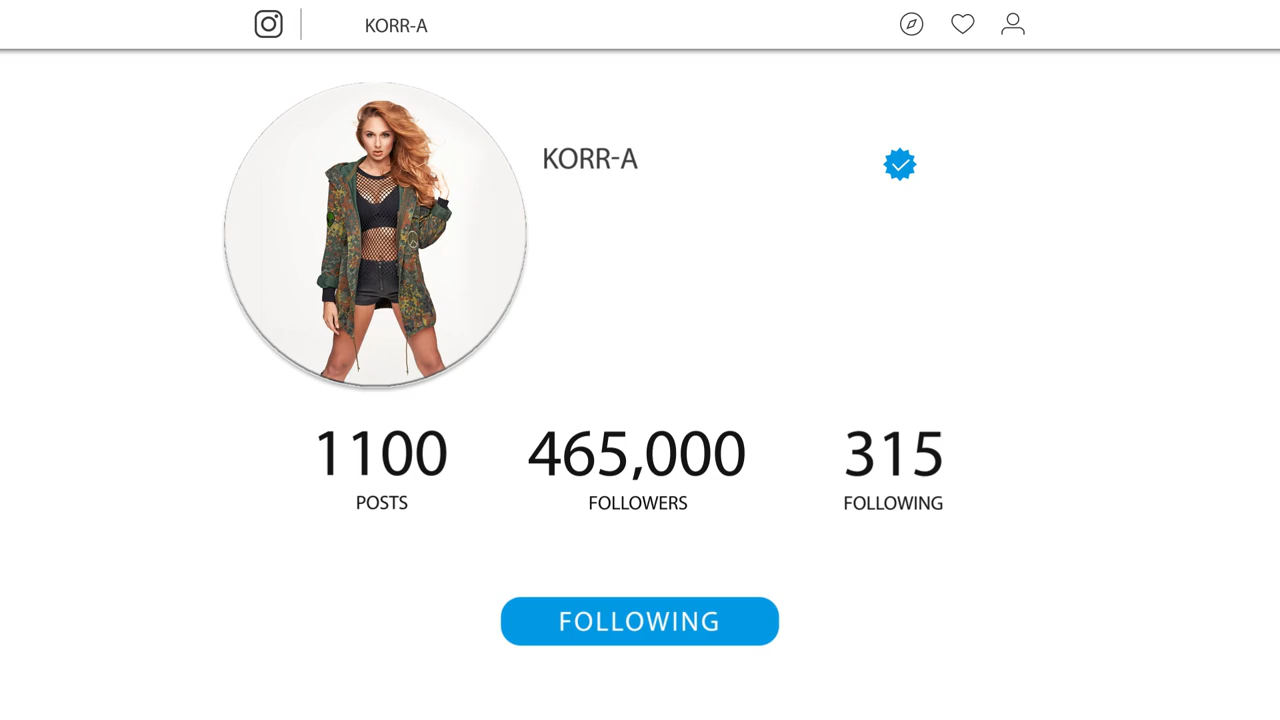 KORR-A
KORR-A
1100 465,000 315
POSTS FOLLOWERS FOLLOWING
FOLLOWING